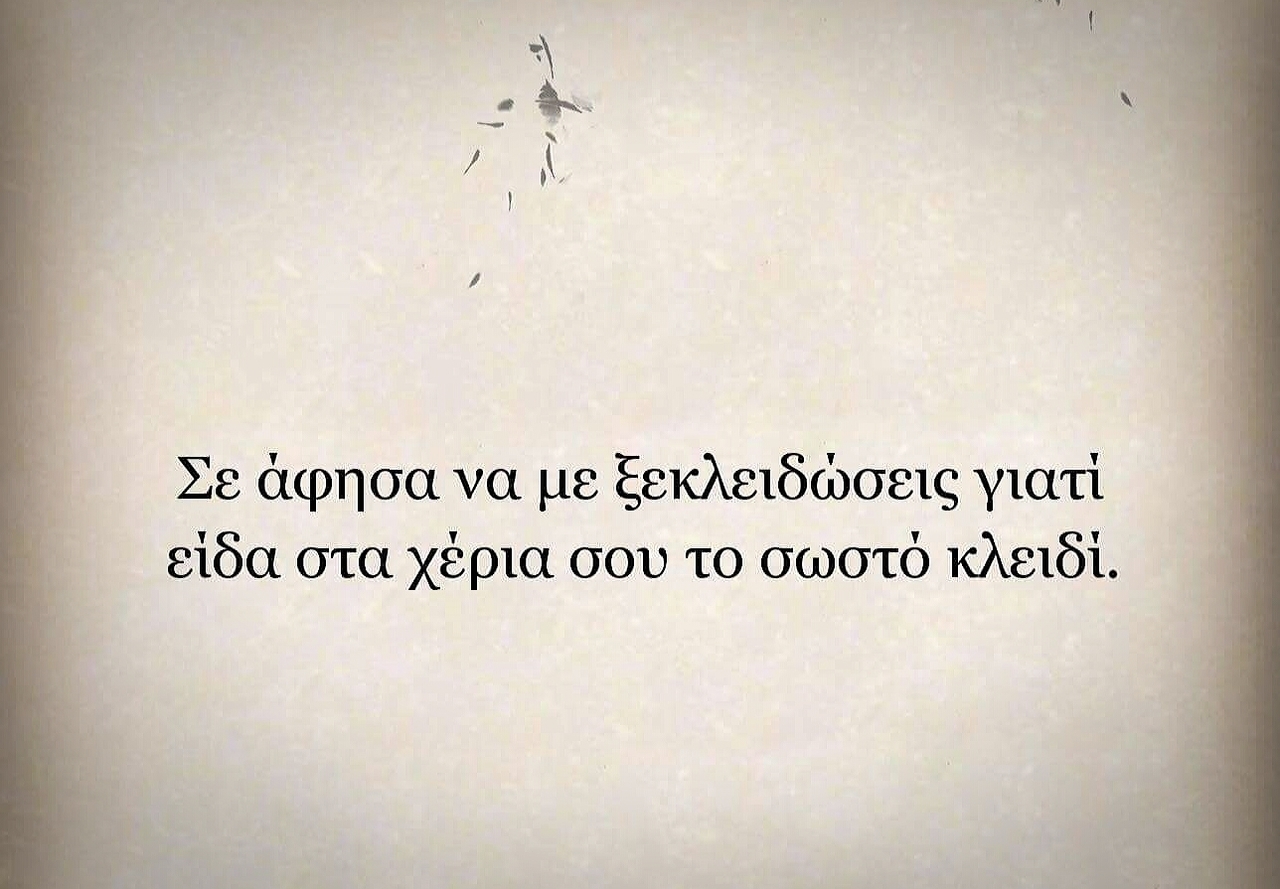 Σε άφησα να με ξεκλειδώσεις γιατί
είδα στα χέρια σου το σωστό κλειδί.